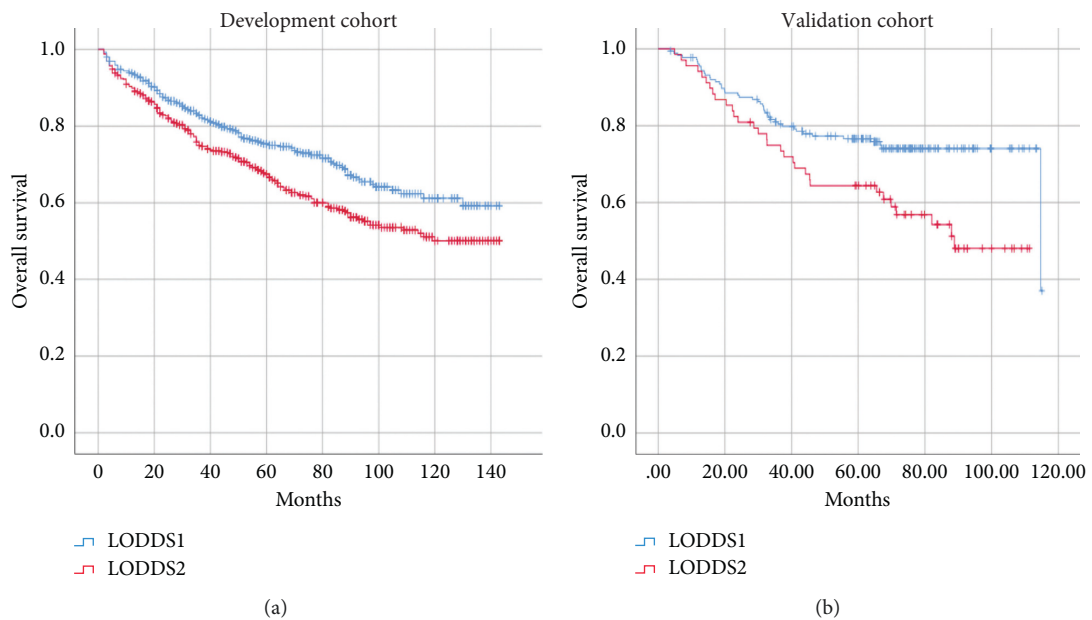 Development cohort
1.0
0.8
0.6
0.4
0.2
0.0
Overall survival
0 20 40 60 80 100 120 140
Months
LODDS1
LODDS2
(a)
Validation cohort
1.0
0.8
0.6
0.4
0.2
0.0
Overall survival
.00 20.00 40.00 60.00 80.00 100.00 120.00
Months
LODDS1
LODDS2
(b)